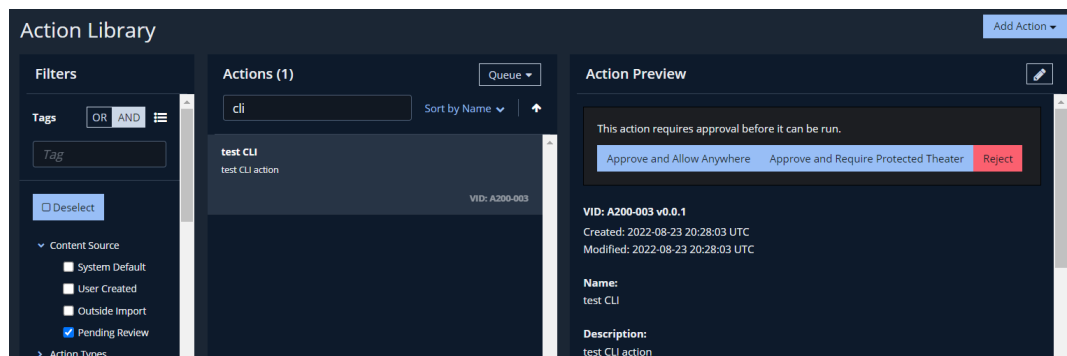 Action Library
Add Action
Filters
Tags
OR AND
Tag
Deselect
Content Source
System Default
User Created
Outside Import
Pending Review
Action Types
Actions (1)
Queue
cli
Sort by Name
test CLI
test CLI action
VID: A200-003
Action Preview
This action requires approval before it can be run.
Approve and Allow Anywhere Approve and Require Protected Theater Reject
VID: A200-003 v0.0.1
Created: 2022-08-23 20:28:03 UTC
Modified: 2022-08-23 20:28:03 UTC
Name:
test CLI
Description:
test CLI action